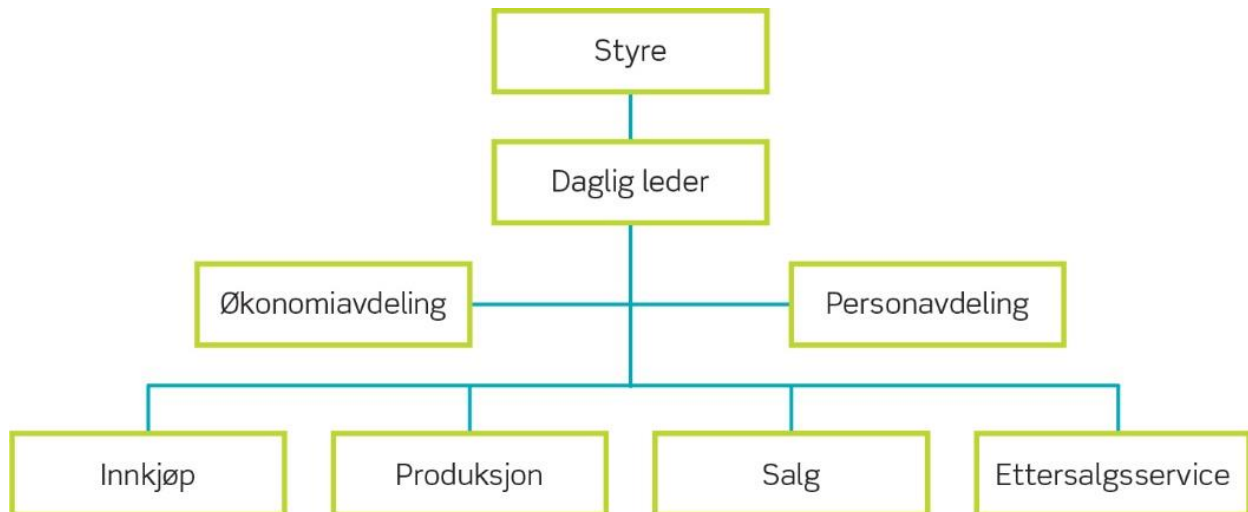 Styre
Daglig leder
Økonomiavdeling
Personavdeling
Innkjøp
Produksjon
Salg
Ettersalgsservice